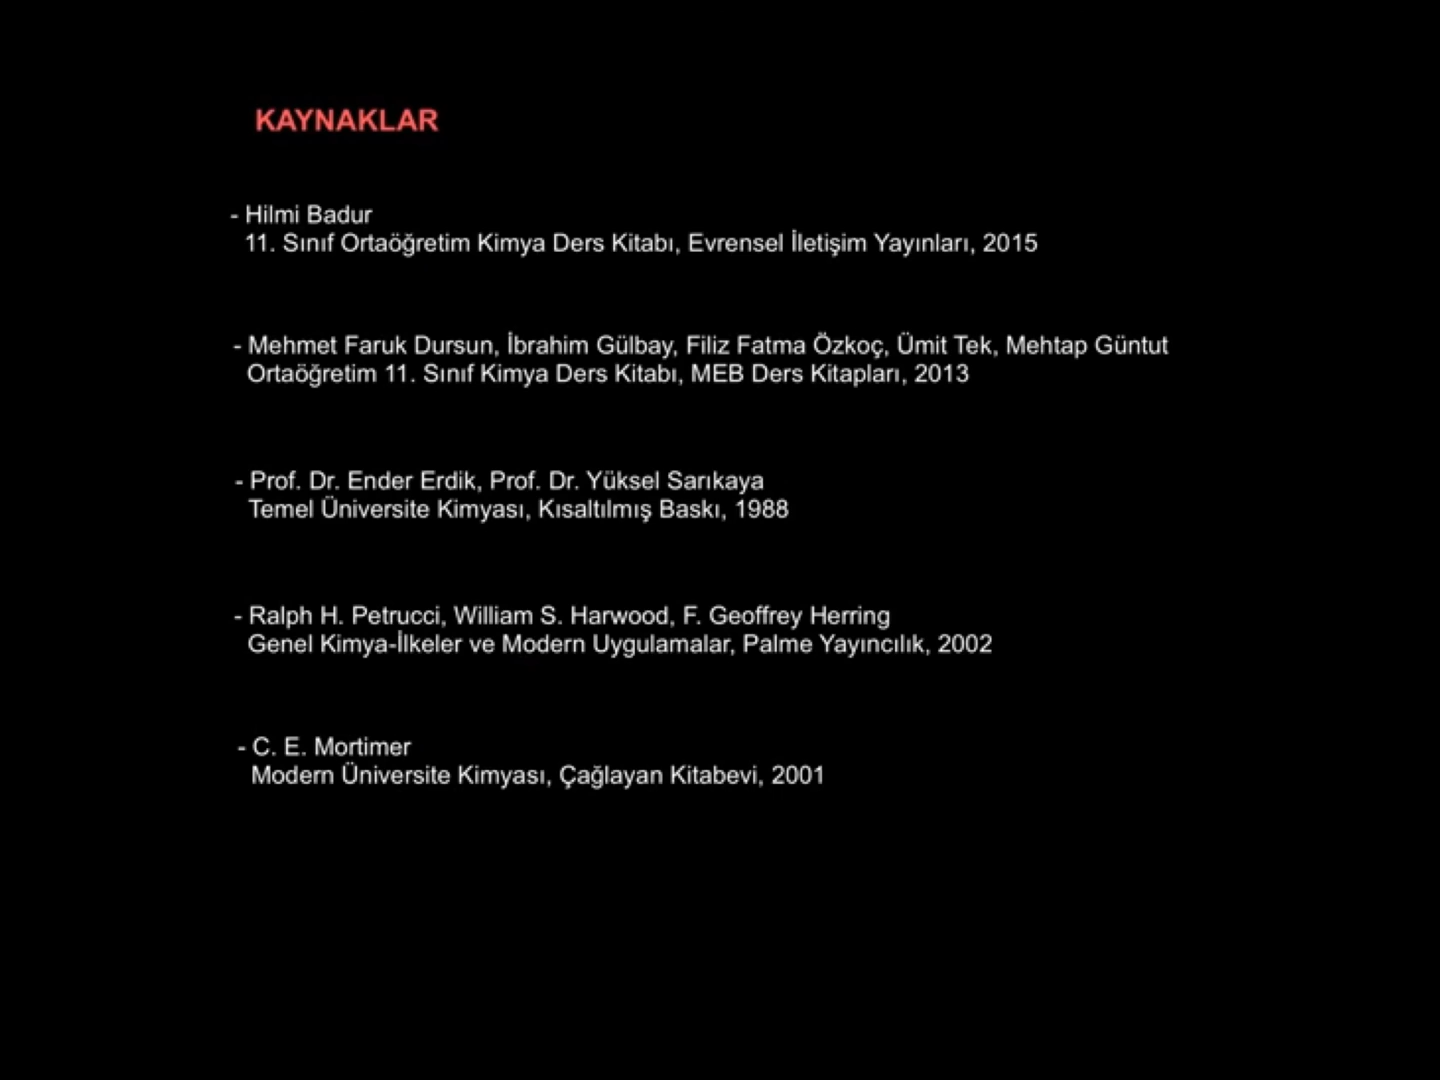 KAYNAKLAR
- Hilmi Badur
11. Sınıf Ortaöğretim Kimya Ders Kitabı, Evrensel İletişim Yayınları, 2015
- Mehmet Faruk Dursun, İbrahim Gülbay, Filiz Fatma Özkoç, Ümit Tek, Mehtap Güntut
Ortaöğretim 11. Sınıf Kimya Ders Kitabı, MEB Ders Kitapları, 2013
- Prof. Dr. Ender Erdik, Prof. Dr. Yüksel Sarıkaya
Temel Üniversite Kimyası, Kısaltılmış Baskı, 1988
- Ralph H. Petrucci, William S. Harwood, F. Geoffrey Herring
Genel Kimya-İlkeler ve Modern Uygulamalar, Palme Yayıncılık, 2002
- C. E. Mortimer
Modern Üniversite Kimyası, Çağlayan Kitabevi, 2001